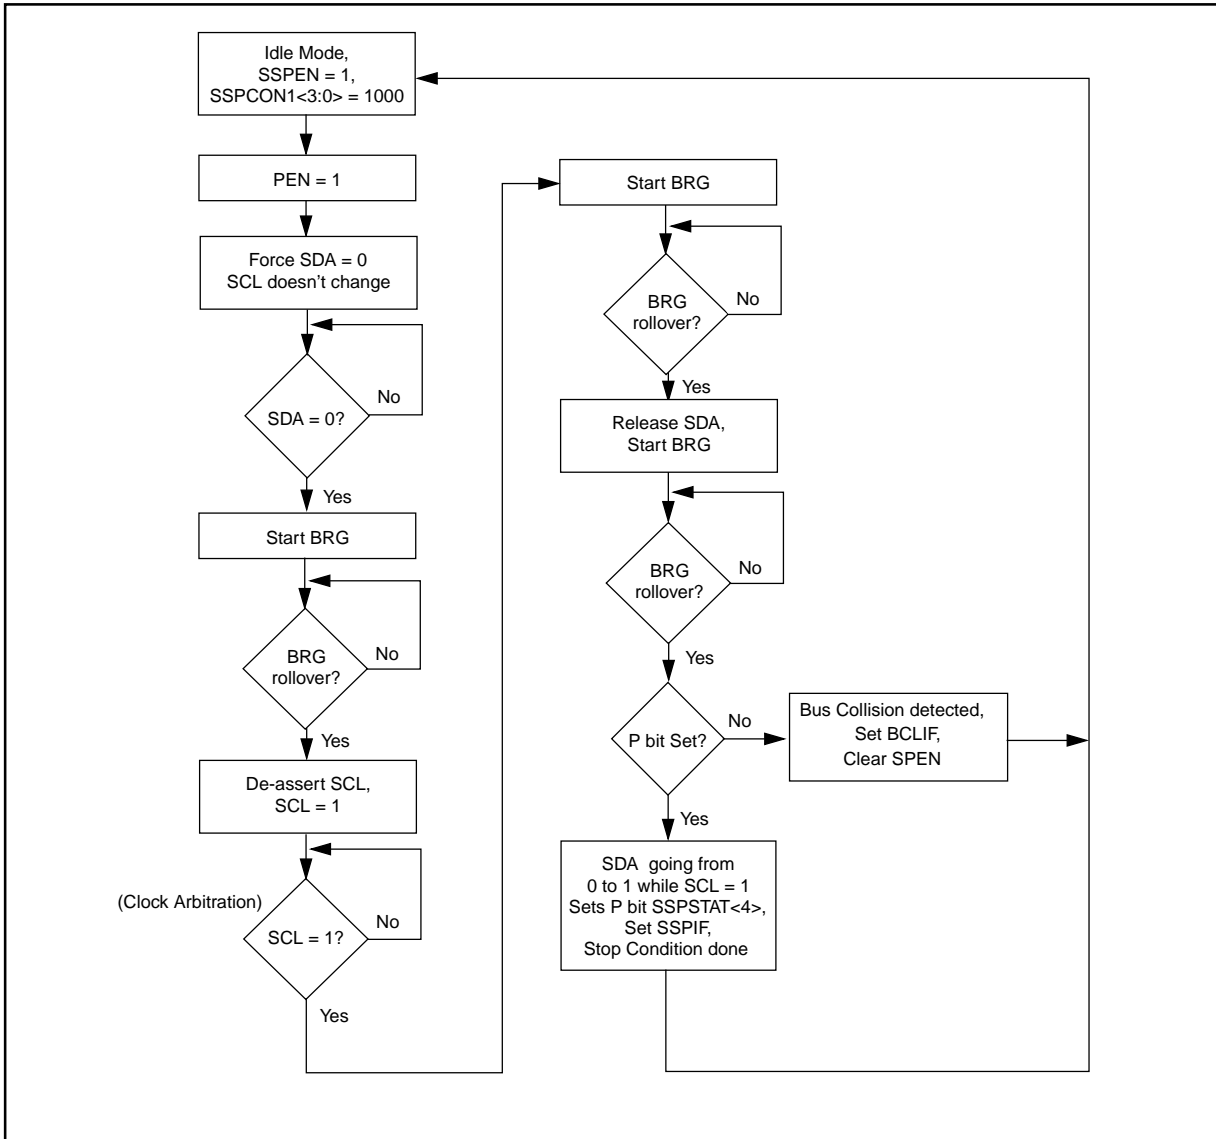 Idle Mode,
SSPEN = 1,
SSPCON1<3:0> = 1000
PEN = 1
Force SDA = 0
SCL doesn't change
SDA = 0?
No
Yes
Start BRG
BRG
rollover?
No
Yes
De-assert SCL,
SCL = 1
(Clock Arbitration)
SCL = 1?
No
Yes
Start BRG
BRG
rollover?
No
Yes
Release SDA,
Start BRG
BRG
rollover?
No
Yes
P bit Set?
No
Bus Collision detected,
Set BCLIF,
Clear SPEN
Yes
SDA going from
0 to 1 while SCL = 1
Sets P bit SSPSTAT<4>,
Set SSPIF,
Stop Condition done